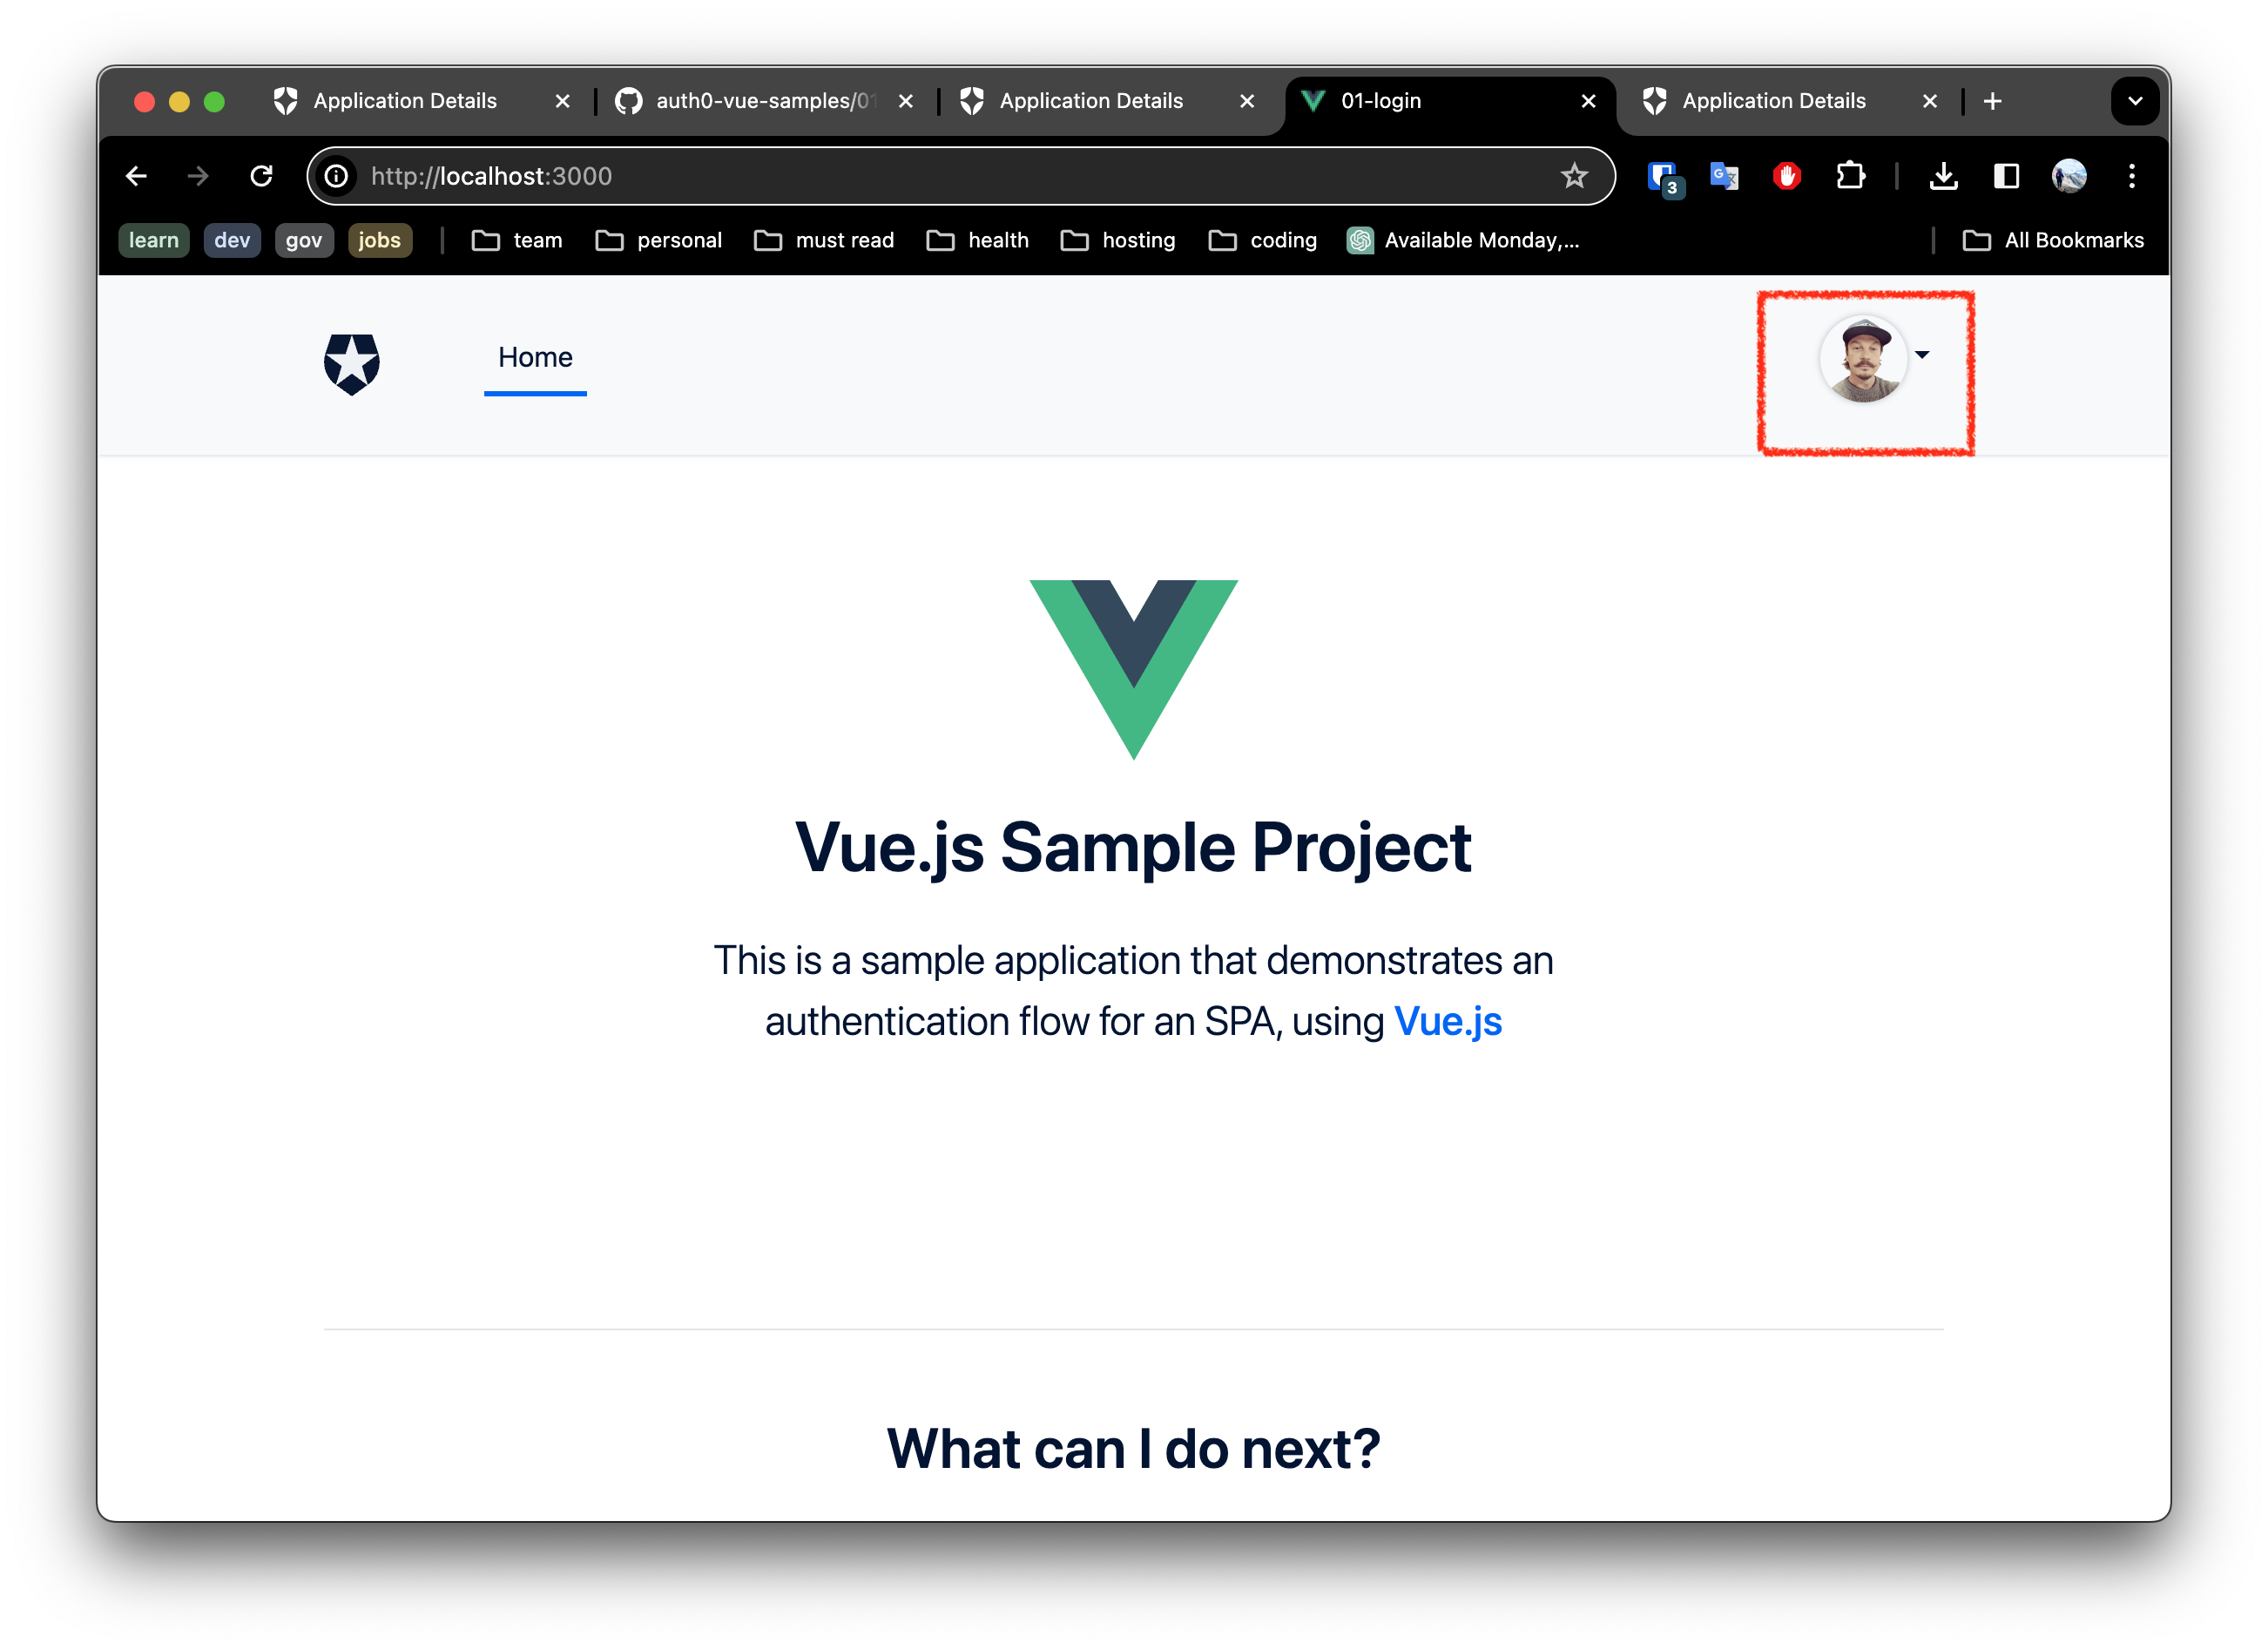 Application Details
auth0-vue-samples/01
Application Details
01-login
Application Details
http://localhost:3000
3
learn dev gov jobs team personal must read health hosting coding Available Monday,... All Bookmarks
Home
Vue.js Sample Project
This is a sample application that demonstrates an
authentication flow for an SPA, using Vue.js
What can I do next?